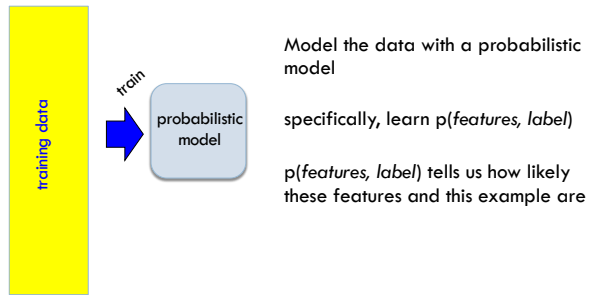 training data
train
probabilistic
model
Model the data with a probabilistic
model
specifically, learn p(features, label)
p(features, label) tells us how likely
these features and this example are